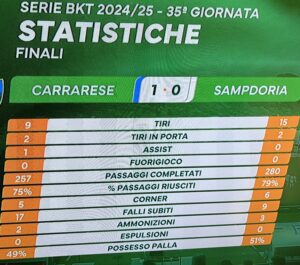 SERIE BKT 2024/25 - 35ª GIORNATA
STATISTICHE
FINALI
CARRARESE 1 - 0 SAMPDORIA
9 TIRI 15
2 TIRI IN PORTA 2
1 ASSIST 0
0 FUORIGIOCO 0
257 PASSAGGI COMPLETATI 280
75% % PASSAGGI RIUSCITI 79%
5 CORNER 6
17 FALLI SUBITI 9
2 AMMONIZIONI 3
0 ESPULSIONI 0
49% POSSESSO PALLA 51%